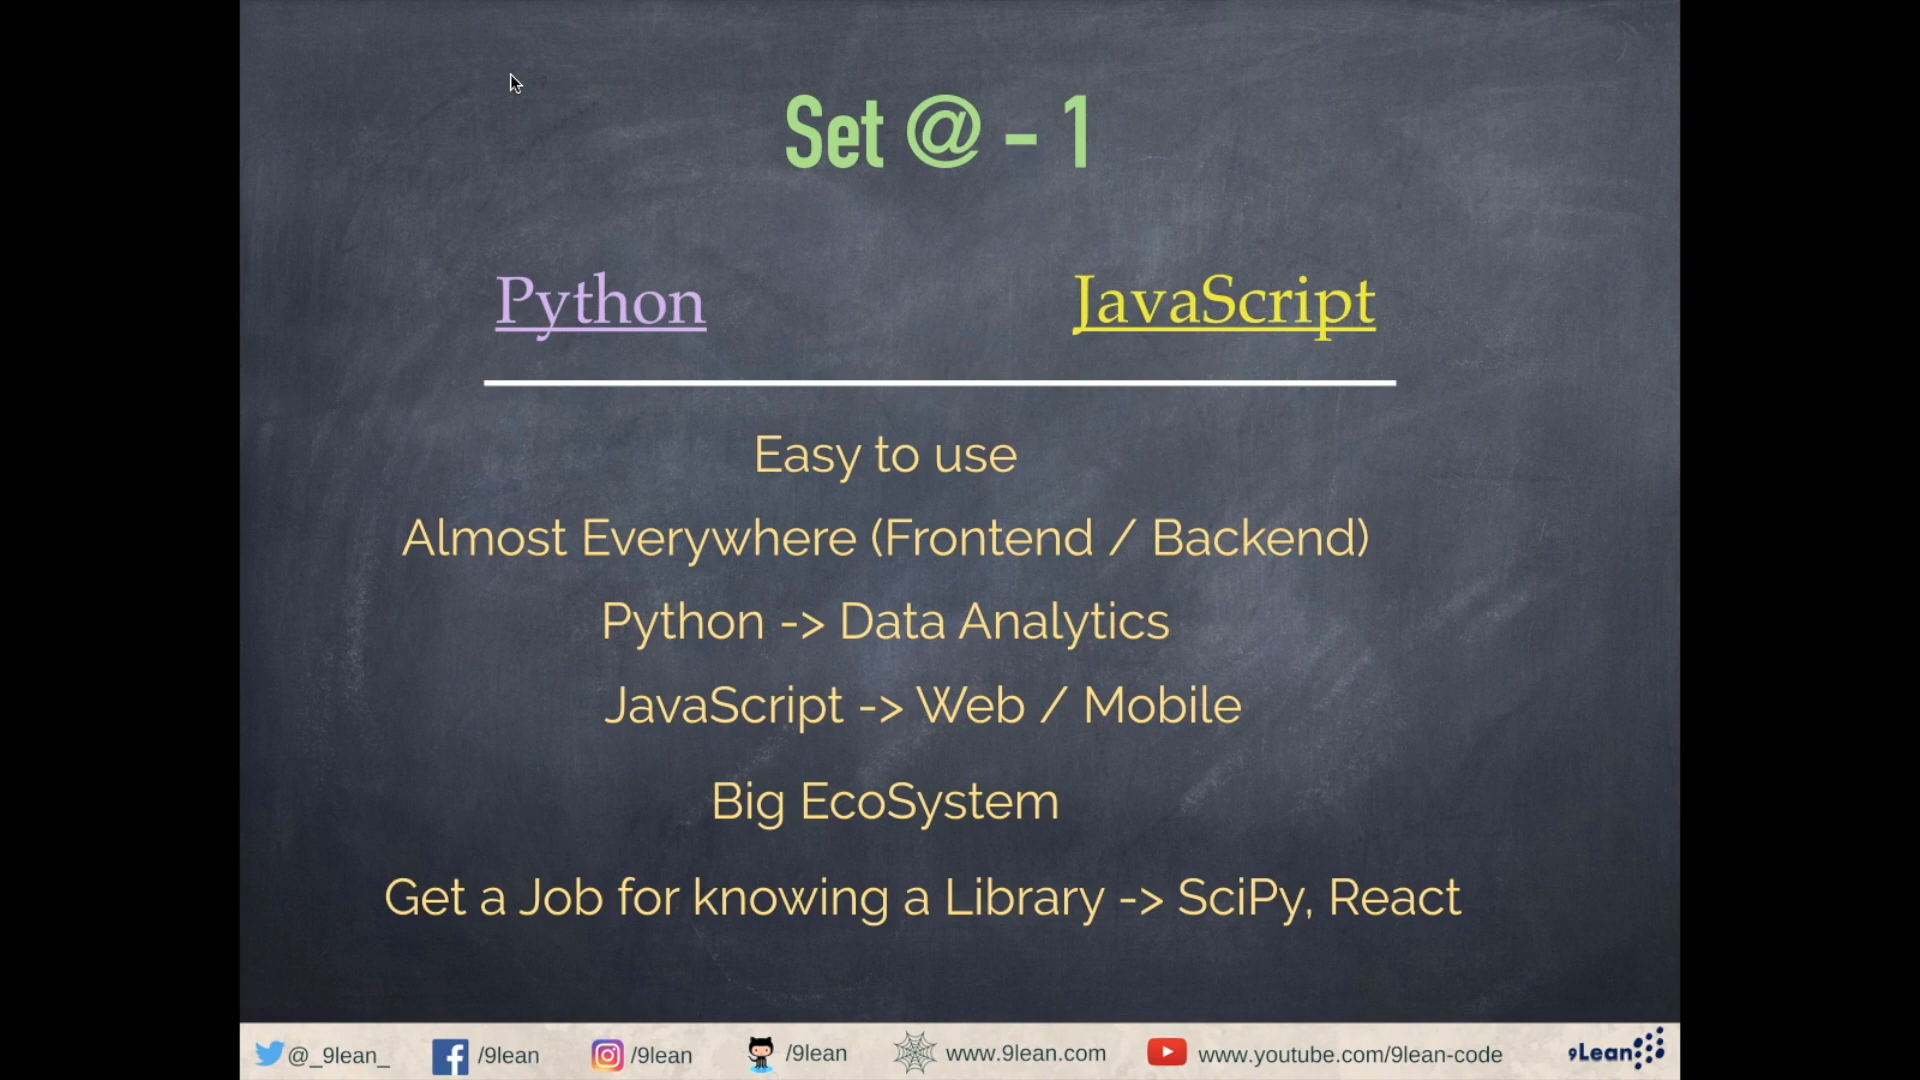 Set @ - 1
Python JavaScript
Easy to use
Almost Everywhere (Frontend / Backend)
Python -> Data Analytics
JavaScript -> Web / Mobile
Big EcoSystem
Get a Job for knowing a Library -> SciPy, React
@_9lean_ /9lean /9lean /9lean www.9lean.com www.youtube.com/9lean-code 9Lean